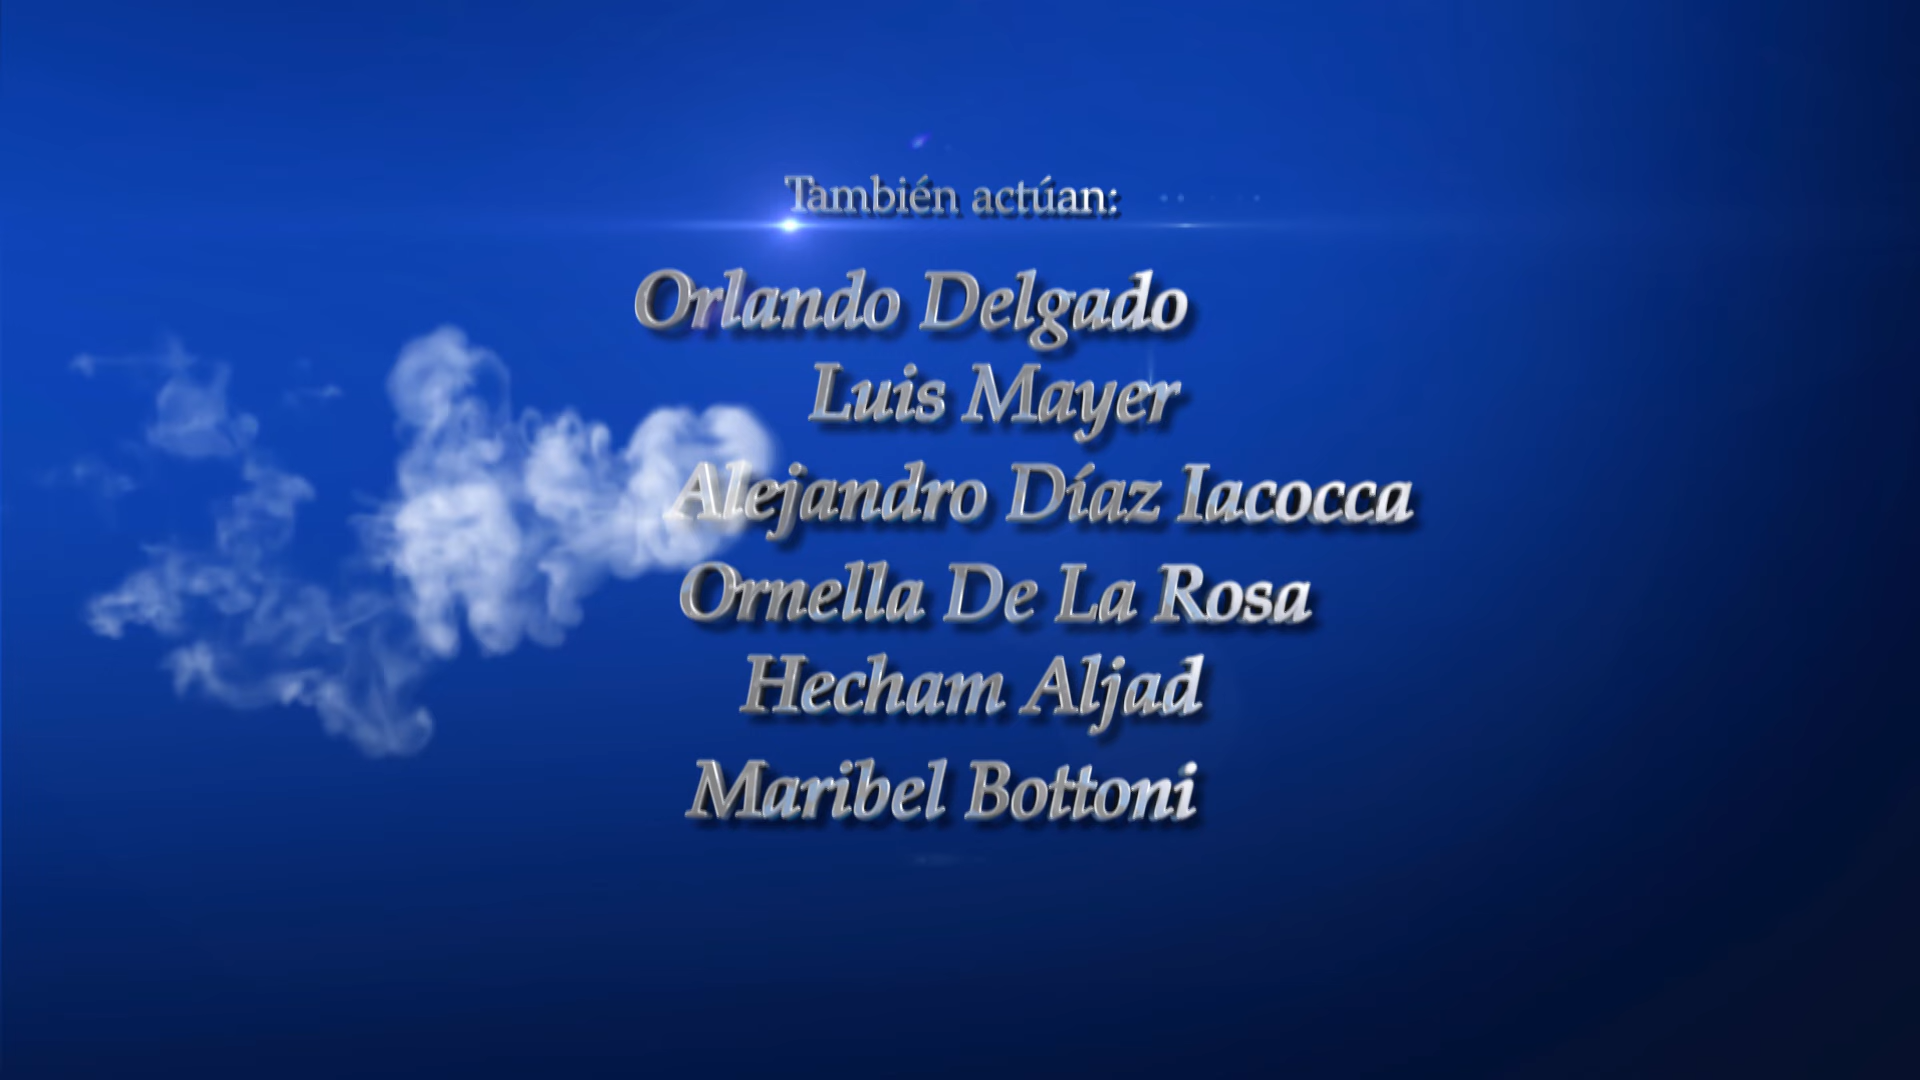 También actúan:
Orlando Delgado
Luis Mayer
Alejandro Díaz Iacocca
Ornella De La Rosa
Hecham Aljad
Maribel Bottoni